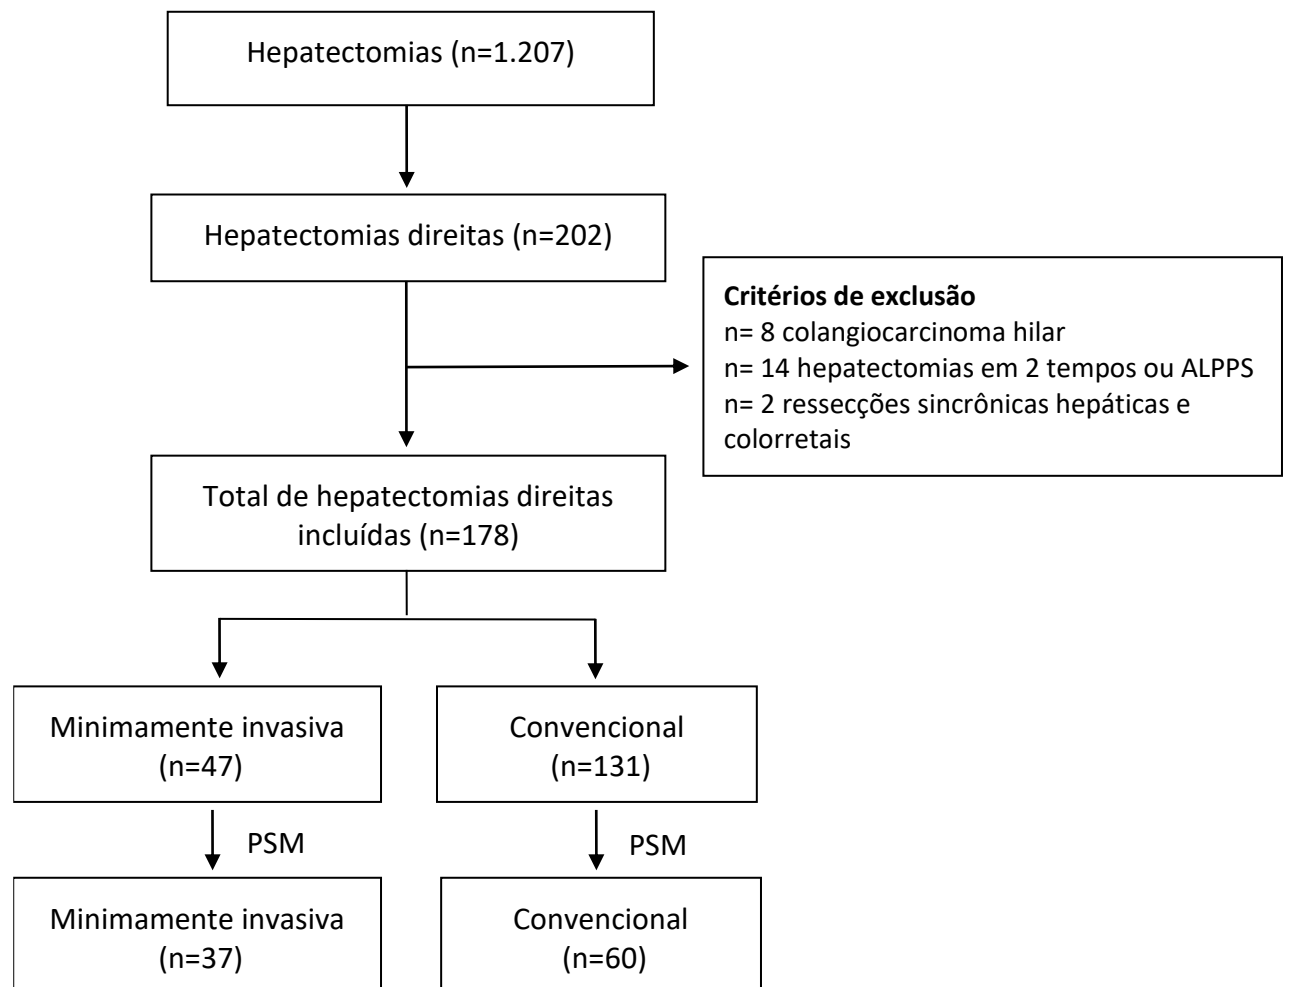 Hepatectomias (n=1.207)
Hepatectomias direitas (n=202)
Critérios de exclusão
n= 8 colangiocarcinoma hilar
n= 14 hepatectomias em 2 tempos ou ALPPS
n= 2 ressecções sincrônicas hepáticas e
colorretais
Total de hepatectomias direitas
incluídas (n=178)
Minimamente invasiva
(n=47)
Convencional
(n=131)
PSM
PSM
Minimamente invasiva
(n=37)
Convencional
(n=60)